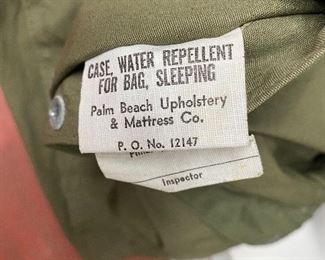 CASE, WATER REPELLENT
FOR BAG, SLEEPING
Palm Beach Upholstery
& Mattress Co.
P. O. No. 12147
Inspector